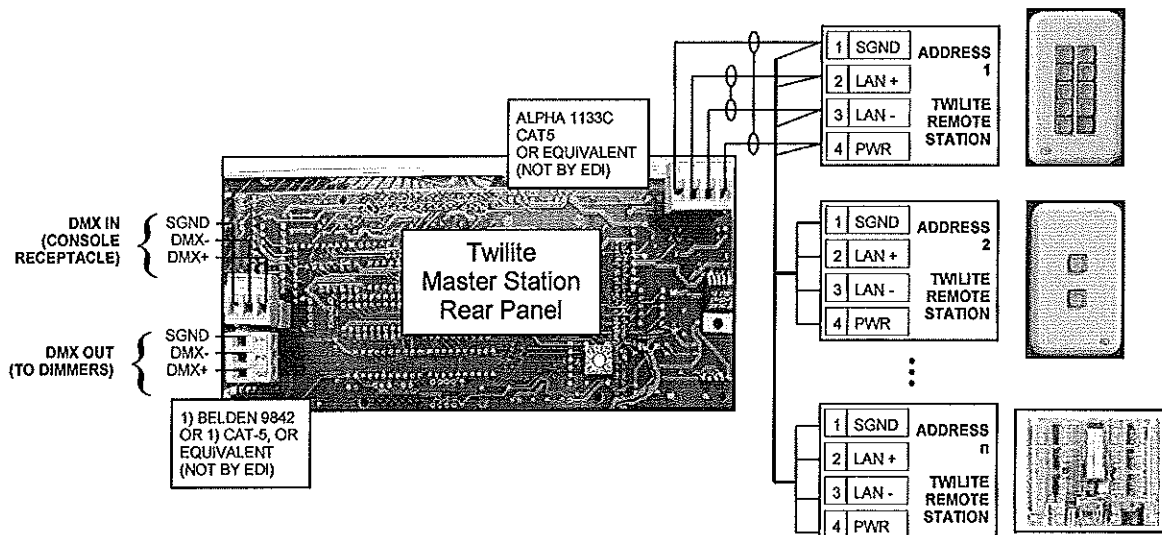 ALPHA 1133C
CAT5
OR EQUIVALENT
(NOT BY EDI)
DMX IN
(CONSOLE
RECEPTACLE)
SGND
DMX-
DMX+
Twilite
Master Station
Rear Panel
DMX OUT
(TO DIMMERS)
SGND
DMX-
DMX+
1) BELDEN 9842
OR 1) CAT-5, OR
EQUIVALENT
(NOT BY EDI)
1 SGND
2 LAN +
3 LAN -
4 PWR
ADDRESS
1
TWILITE
REMOTE
STATION
1 SGND
2 LAN +
3 LAN -
4 PWR
ADDRESS
2
TWILITE
REMOTE
STATION
1 SGND
2 LAN +
3 LAN -
4 PWR
ADDRESS
n
TWILITE
REMOTE
STATION